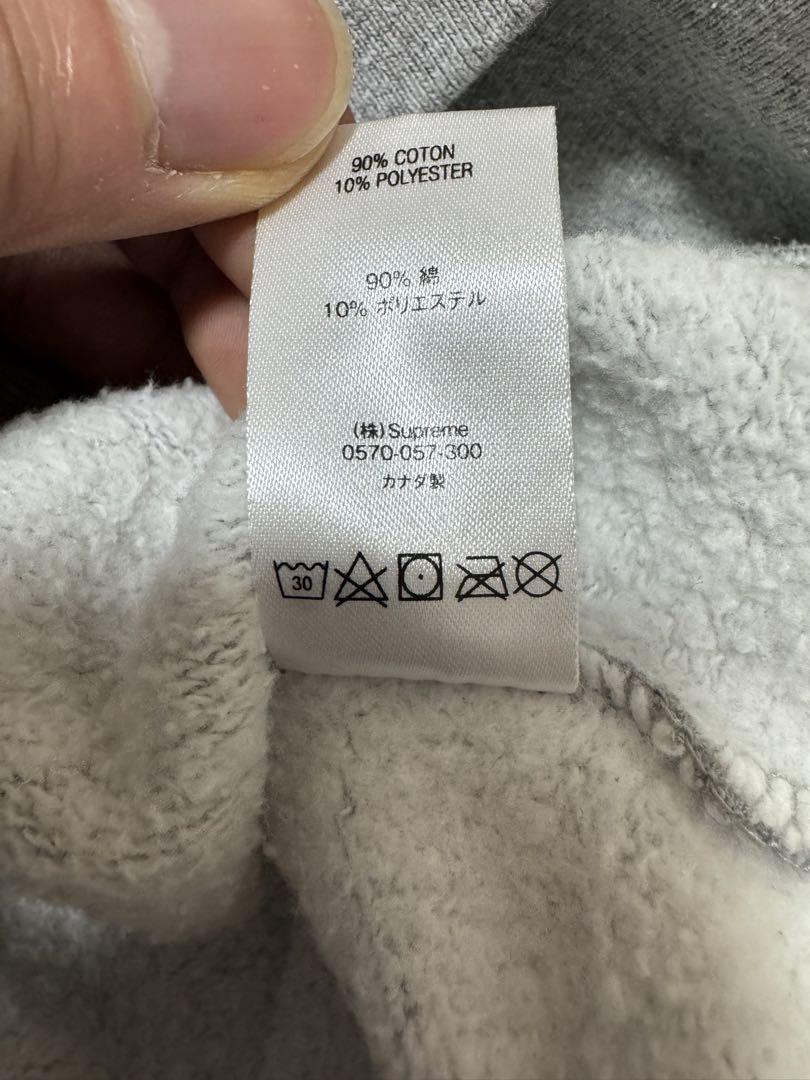 90% COTON
10% POLYESTER
90% 綿
10% ポリエステル
(株)Supreme
0570-057-300
カナダ製
30